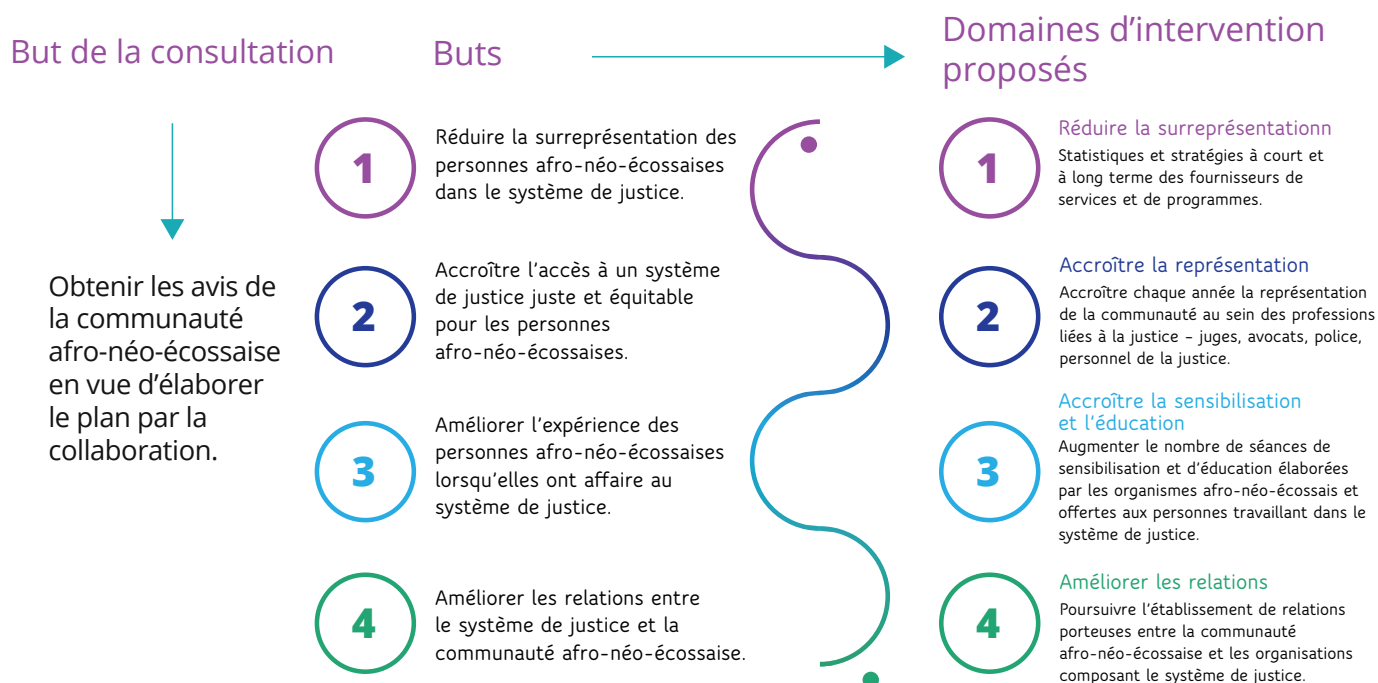 But de la consultation
Obtenir les avis de
la communauté
afro-néo-écossaise
en vue d'élaborer
le plan par la
collaboration.
Buts
1
Réduire la surreprésentation des
personnes afro-néo-écossaises
dans le système de justice.
2
Accroître l'accès à un système
de justice juste et équitable
pour les personnes
afro-néo-écossaises.
3
Améliorer l'expérience des
personnes afro-néo-écossaises
lorsqu'elles ont affaire au
système de justice.
4
Améliorer les relations entre
le système de justice et la
communauté afro-néo-écossaise.
Domaines d'intervention
proposés
1
Réduire la surreprésentationn
Statistiques et stratégies à court et
à long terme des fournisseurs de
services et de programmes.
2
Accroître la représentation
Accroître chaque année la représentation
de la communauté au sein des professions
liées à la justice – juges, avocats, police,
personnel de la justice.
3
Accroître la sensibilisation
et l'éducation
Augmenter le nombre de séances de
sensibilisation et d'éducation élaborées
par les organismes afro-néo-écossais et
offertes aux personnes travaillant dans le
système de justice.
4
Améliorer les relations
Poursuivre l'établissement de relations
porteuses entre la communauté
afro-néo-écossaise et les organisations
composant le système de justice.